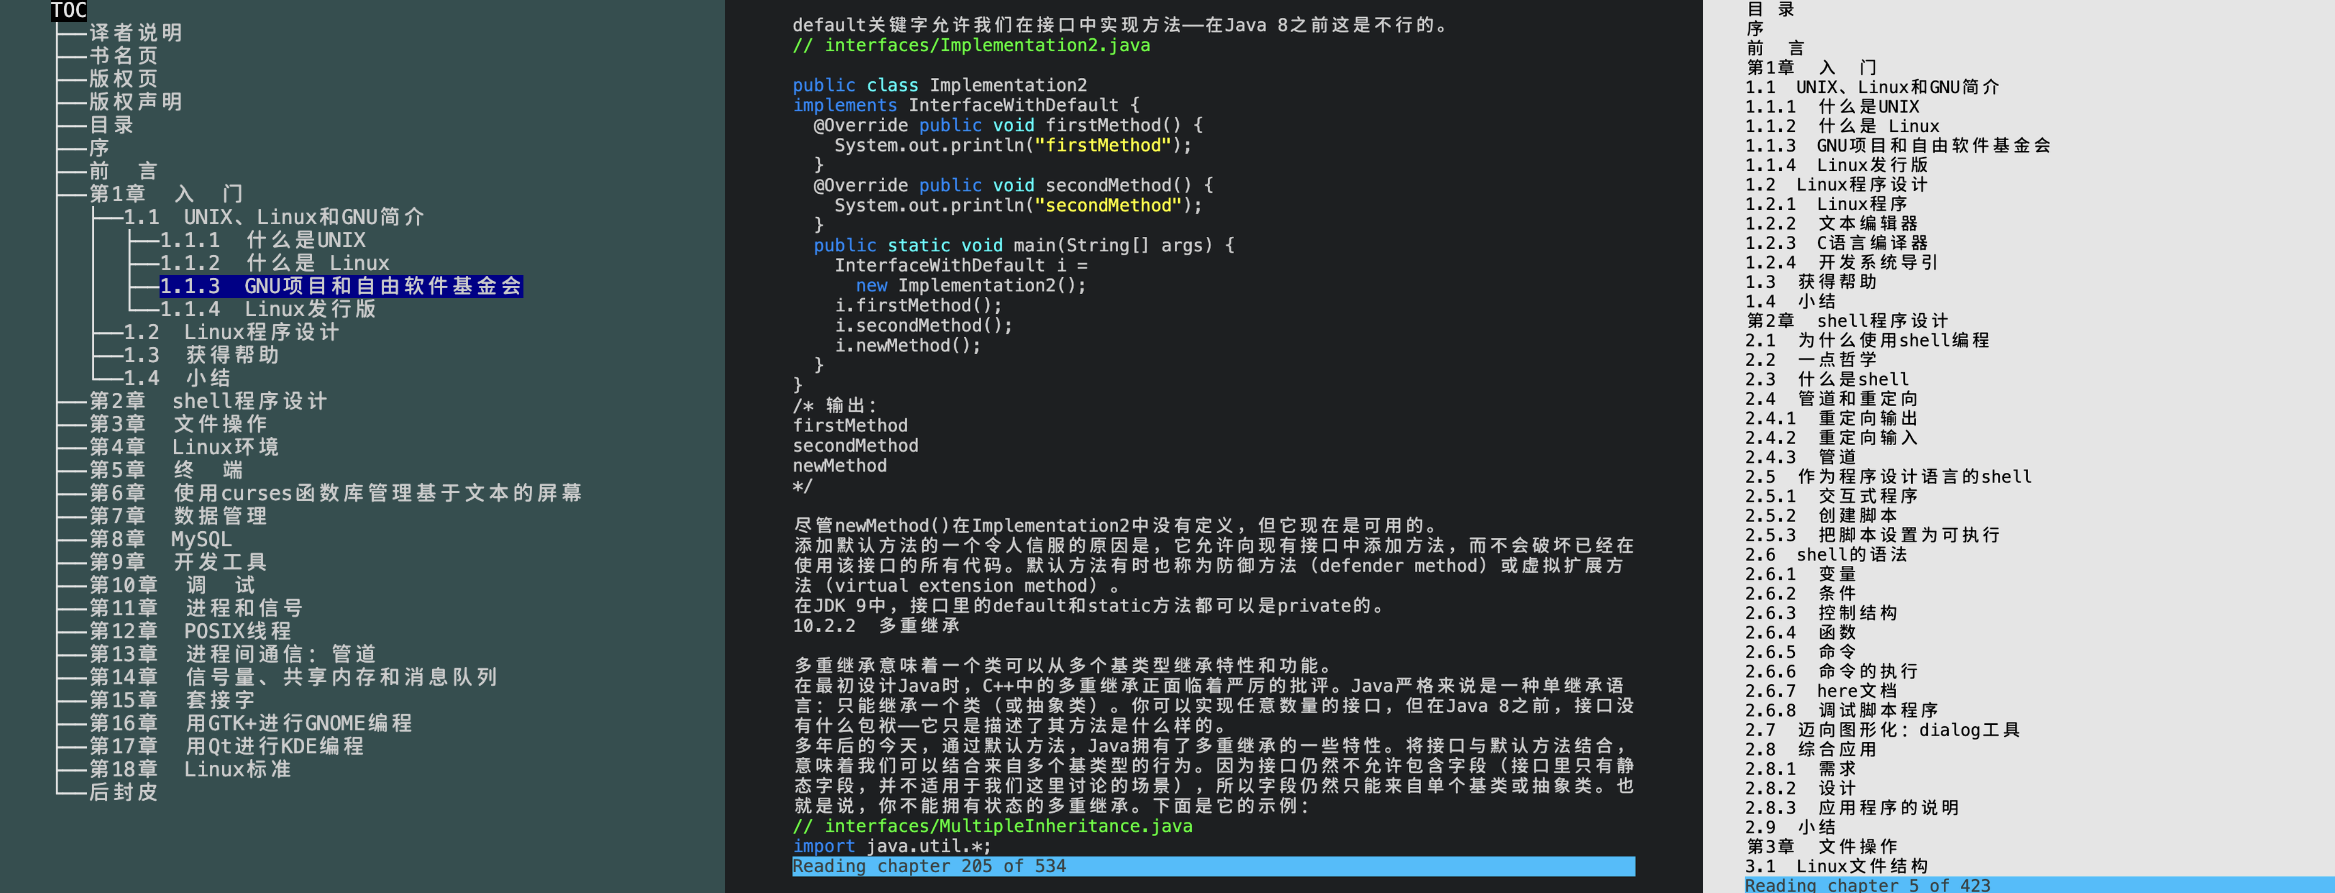 TOC
译者说明
书名页
版权页
版权声明
目录
序
前　言
第1章　入　门
1.1　UNIX、Linux和GNU简介
1.1.1　什么是UNIX
1.1.2　什么是 Linux
1.1.3　GNU项目和自由软件基金会
1.1.4　Linux发行版
1.2　Linux程序设计
1.3　获得帮助
1.4　小结
第2章　shell程序设计
第3章　文件操作
第4章　Linux环境
第5章　终　端
第6章　使用curses函数库管理基于文本的屏幕
第7章　数据管理
第8章　MySQL
第9章　开发工具
第10章　调　试
第11章　进程和信号
第12章　POSIX线程
第13章　进程间通信：管道
第14章　信号量、共享内存和消息队列
第15章　套接字
第16章　用GTK+进行GNOME编程
第17章　用Qt进行KDE编程
第18章　Linux标准
后封皮
default关键字允许我们在接口中实现方法——在Java 8之前这是不行的。
// interfaces/Implementation2.java
public class Implementation2
implements InterfaceWithDefault {
  @Override public void firstMethod() {
    System.out.println("firstMethod");
  }
  @Override public void secondMethod() {
    System.out.println("secondMethod");
  }
  public static void main(String[] args) {
    InterfaceWithDefault i =
      new Implementation2();
    i.firstMethod();
    i.secondMethod();
    i.newMethod();
  }
}
/* 输出：
firstMethod
secondMethod
newMethod
*/
尽管newMethod()在Implementation2中没有定义，但它现在是可用的。
添加默认方法的一个令人信服的原因是，它允许向现有接口中添加方法，而不会破坏已经在
使用该接口的所有代码。默认方法有时也称为防御方法（defender method）或虚拟扩展方
法（virtual extension method）。
在JDK 9中，接口里的default和static方法都可以是private的。
10.2.2　多重继承
多重继承意味着一个类可以从多个基类型继承特性和功能。
在最初设计Java时，C++中的多重继承正面临着严厉的批评。Java严格来说是一种单继承语
言：只能继承一个类（或抽象类）。你可以实现任意数量的接口，但在Java 8之前，接口没
有什么包袱——它只是描述了其方法是什么样的。
多年后的今天，通过默认方法，Java拥有了多重继承的一些特性。将接口与默认方法结合，
意味着我们可以结合来自多个基类型的行为。因为接口仍然不允许包含字段（接口里只有静
态字段，并不适用于我们这里讨论的场景），所以字段仍然只能来自单个基类或抽象类。也
就是说，你不能拥有状态的多重继承。下面是它的示例：
// interfaces/MultipleInheritance.java
import java.util.*;
Reading chapter 205 of 534
目 录
序
前　言
第1章　入　门
1.1　UNIX、Linux和GNU简介
1.1.1　什么是UNIX
1.1.2　什么是 Linux
1.1.3　GNU项目和自由软件基金会
1.1.4　Linux发行版
1.2　Linux程序设计
1.2.1　Linux程序
1.2.2　文本编辑器
1.2.3　C语言编译器
1.2.4　开发系统导引
1.3　获得帮助
1.4　小结
第2章　shell程序设计
2.1　为什么使用shell编程
2.2　一点哲学
2.3　什么是shell
2.4　管道和重定向
2.4.1　重定向输出
2.4.2　重定向输入
2.4.3　管道
2.5　作为程序设计语言的shell
2.5.1　交互式程序
2.5.2　创建脚本
2.5.3　把脚本设置为可执行
2.6　shell的语法
2.6.1　变量
2.6.2　条件
2.6.3　控制结构
2.6.4　函数
2.6.5　命令
2.6.6　命令的执行
2.6.7　here文档
2.6.8　调试脚本程序
2.7　迈向图形化：dialog工具
2.8　综合应用
2.8.1　需求
2.8.2　设计
2.8.3　应用程序的说明
2.9　小结
第3章　文件操作
3.1　Linux文件结构
Reading chapter 5 of 423